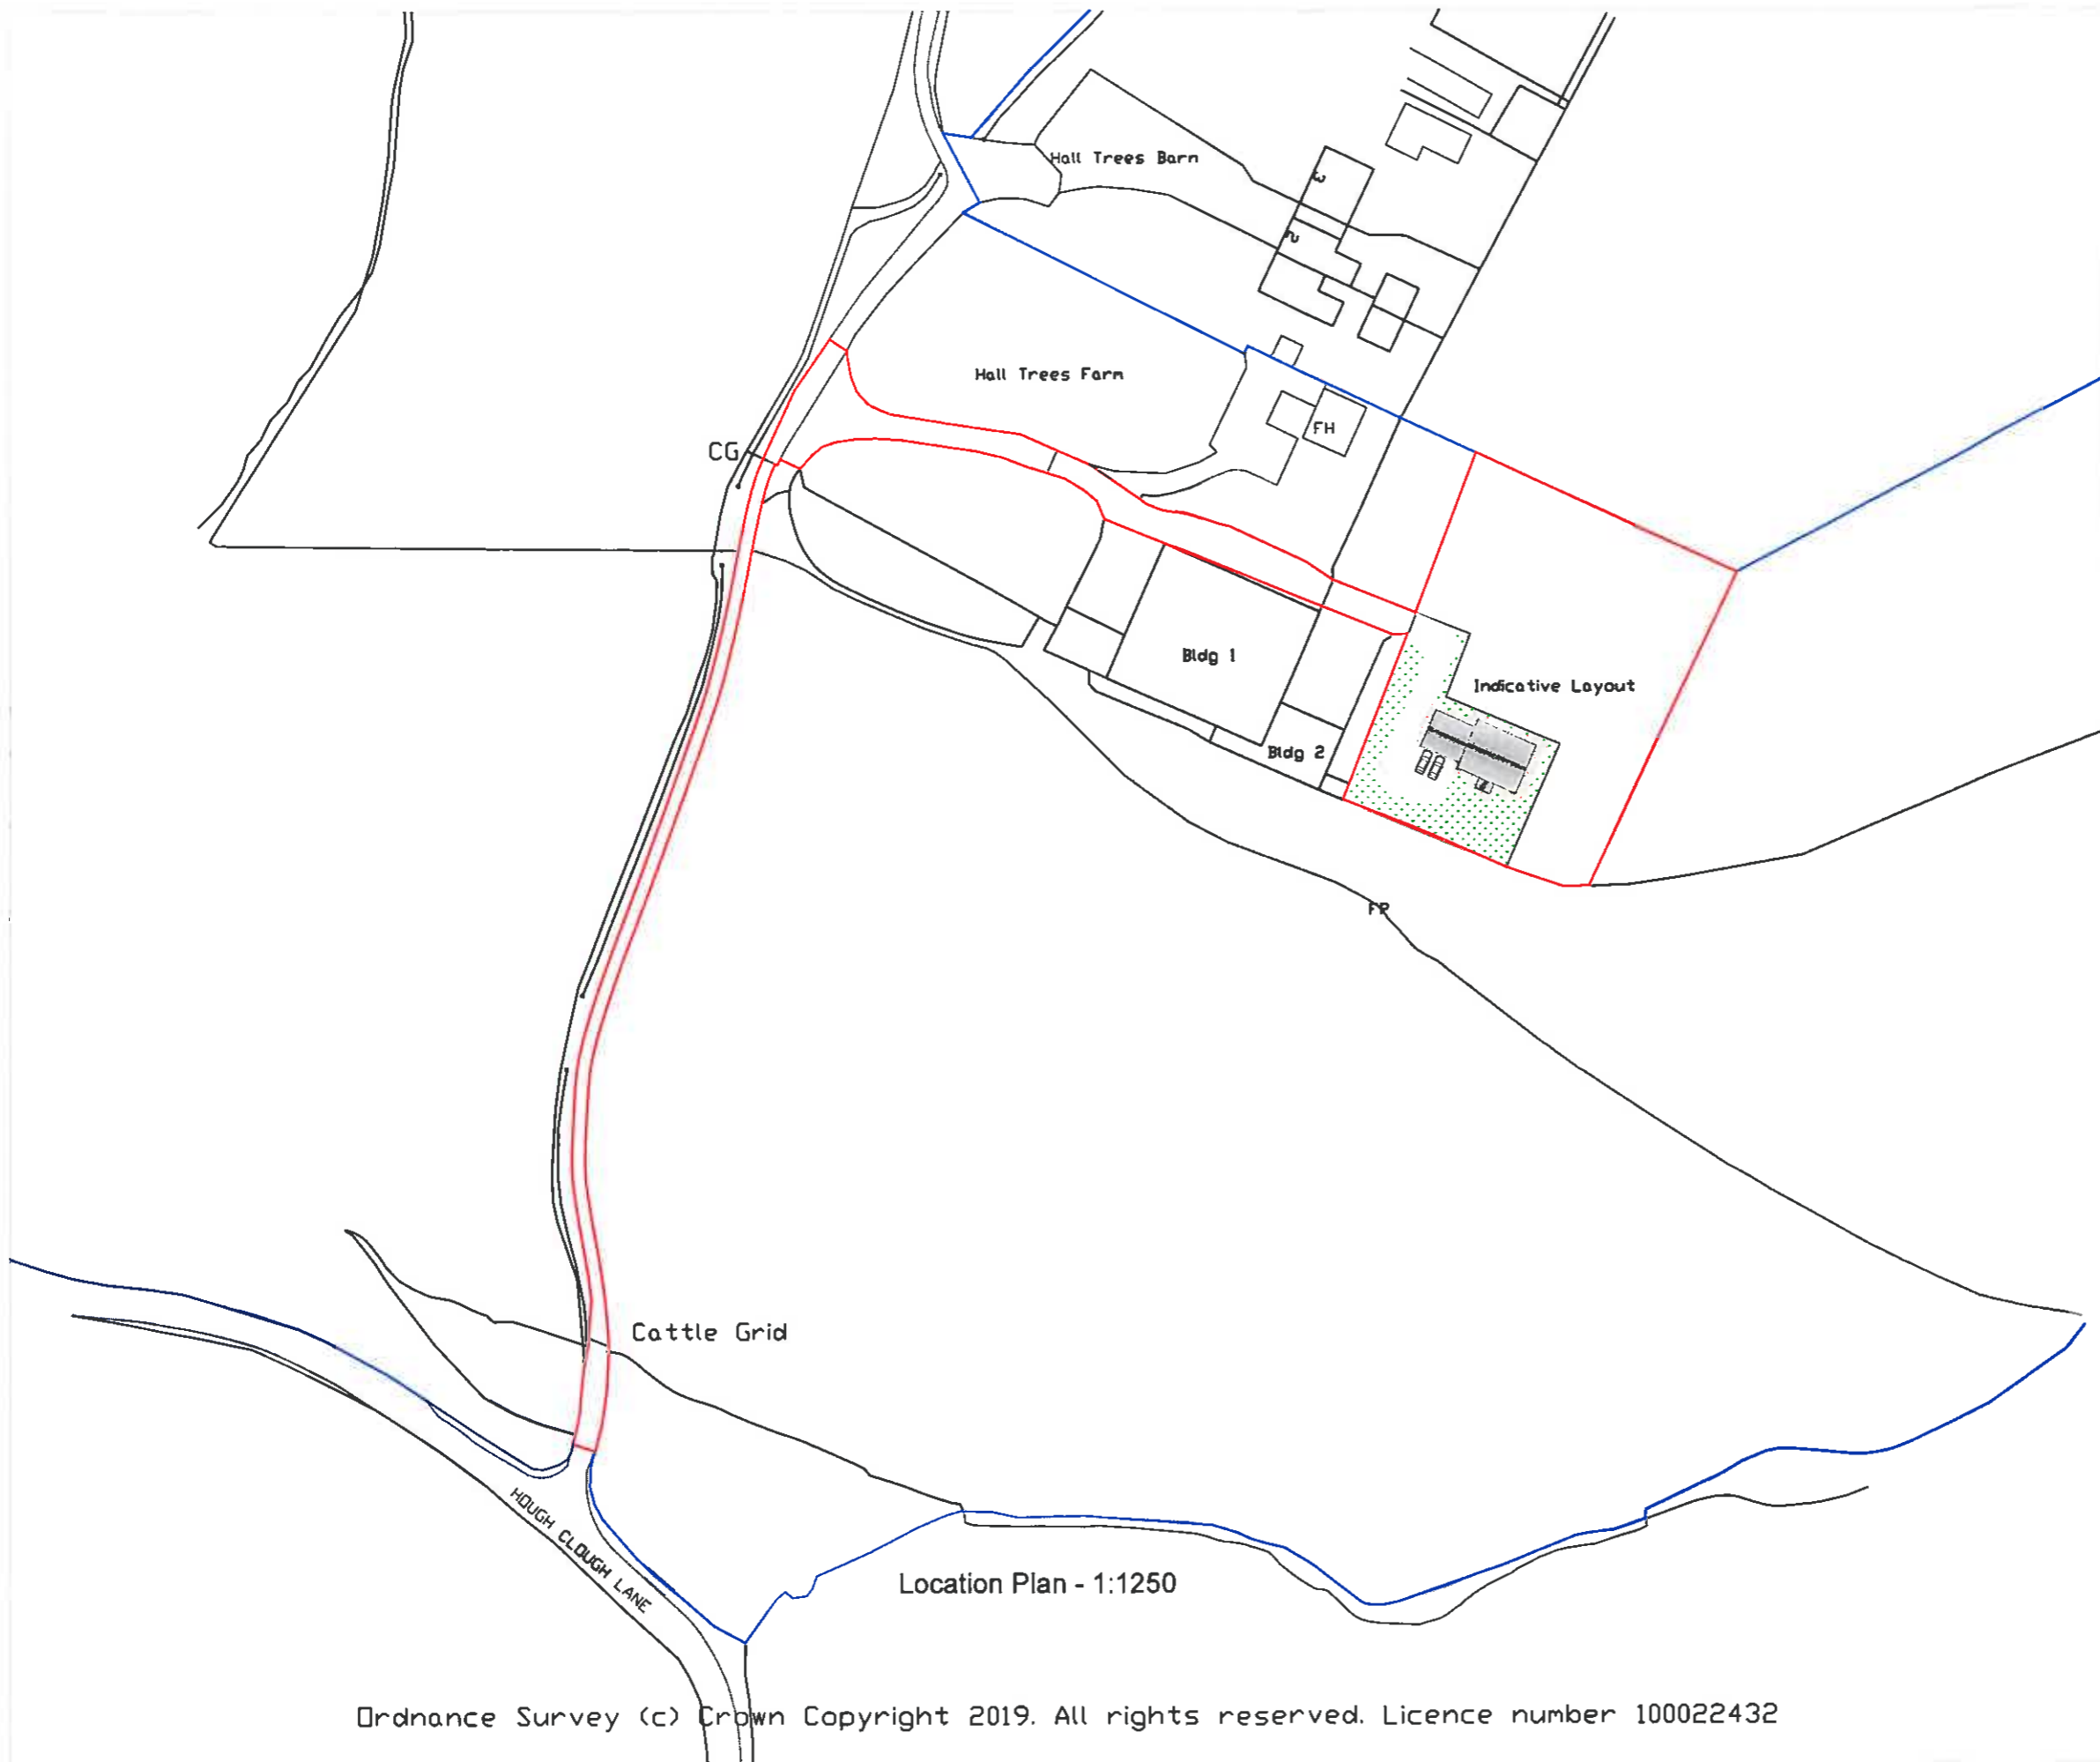 Hall Trees Barn
3
2
Hall Trees Farm
FH
CG
Bldg 1
Indicative Layout
Bldg 2
FP
Cattle Grid
HOUGH CLOUGH LANE
Location Plan - 1:1250
Ordnance Survey (c) Crown Copyright 2019. All rights reserved. Licence number 100022432